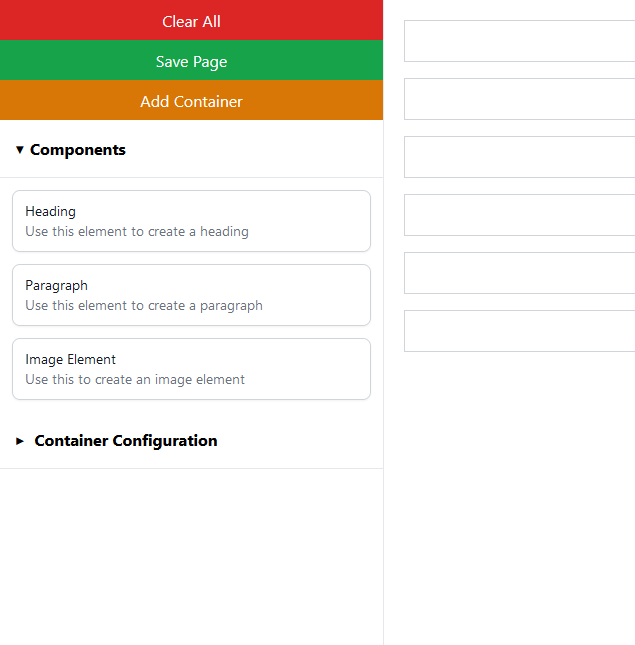 Clear All
Save Page
Add Container
▾ Components
Heading
Use this element to create a heading
Paragraph
Use this element to create a paragraph
Image Element
Use this to create an image element
▸ Container Configuration